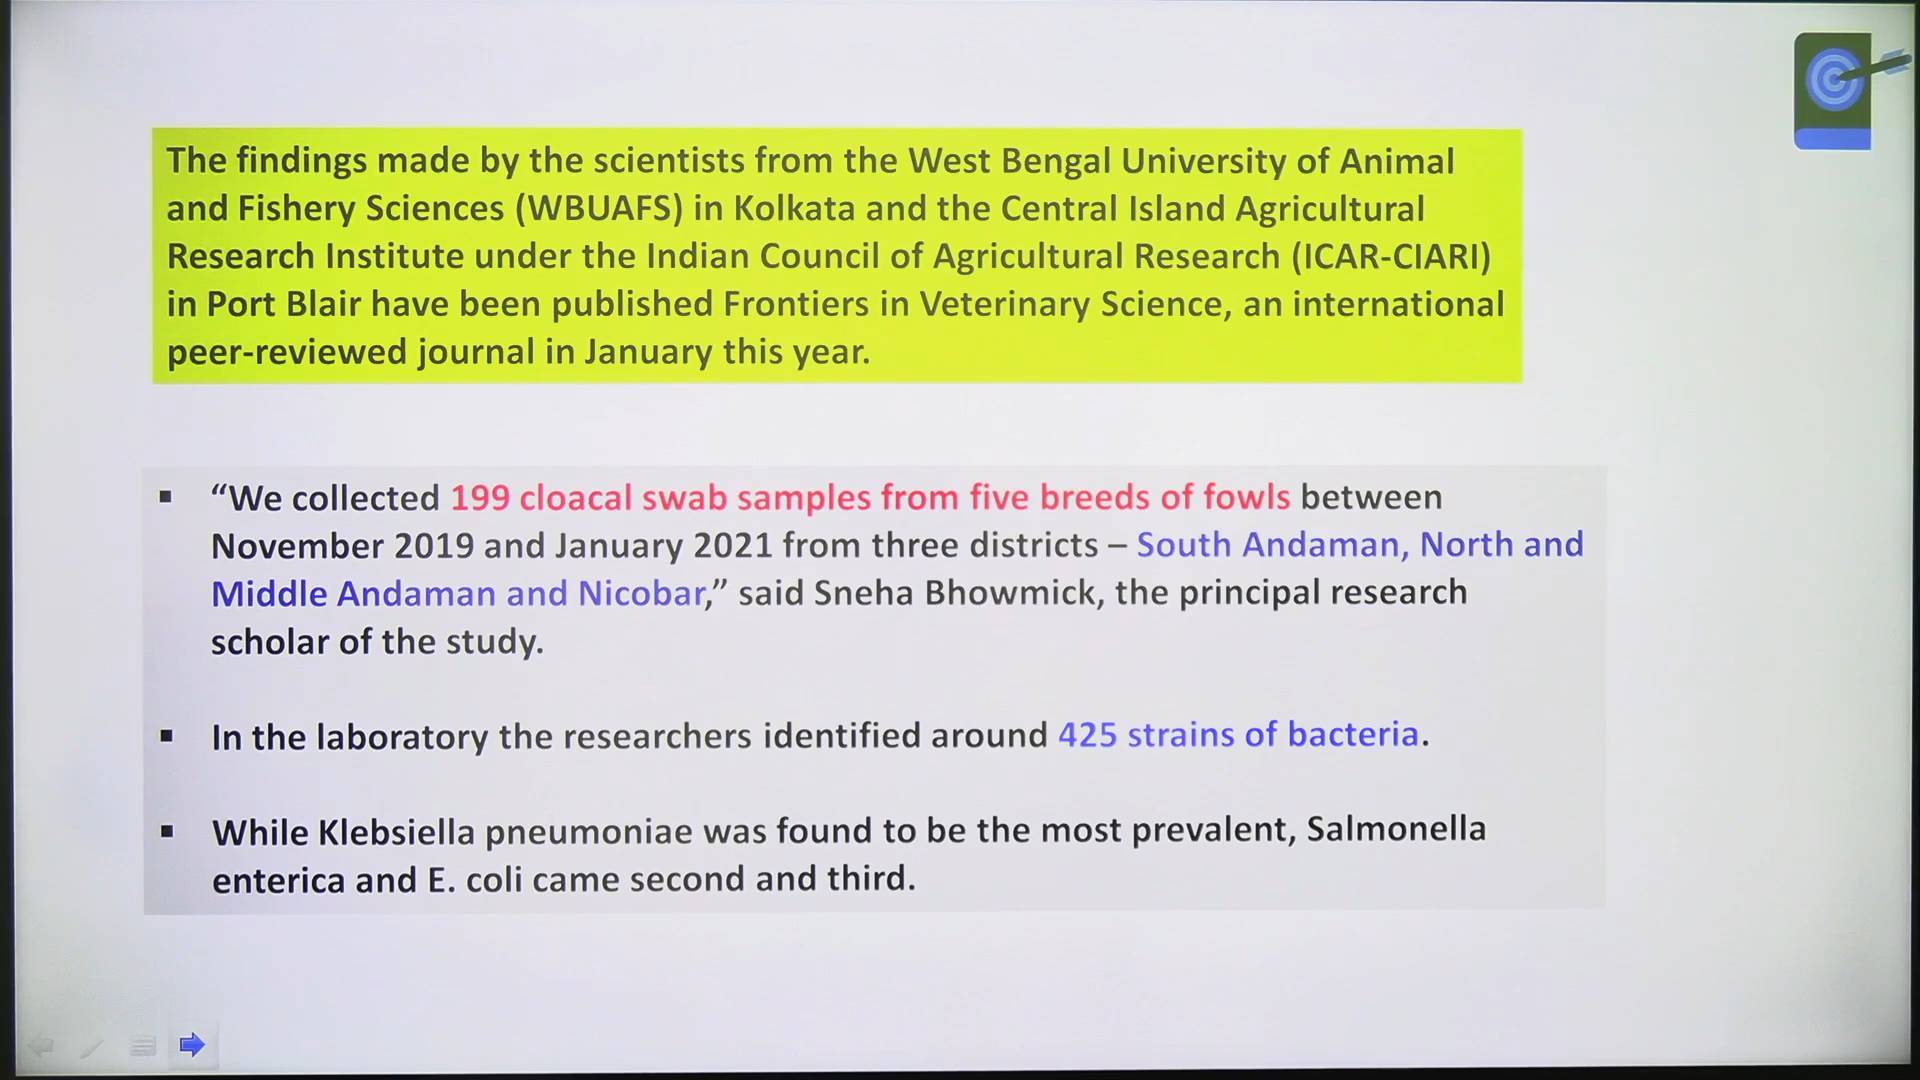 The findings made by the scientists from the West Bengal University of Animal
and Fishery Sciences (WBUAFS) in Kolkata and the Central Island Agricultural
Research Institute under the Indian Council of Agricultural Research (ICAR-CIARI)
in Port Blair have been published Frontiers in Veterinary Science, an international
peer-reviewed journal in January this year.
▪ “We collected 199 cloacal swab samples from five breeds of fowls between
November 2019 and January 2021 from three districts – South Andaman, North and
Middle Andaman and Nicobar,” said Sneha Bhowmick, the principal research
scholar of the study.
▪ In the laboratory the researchers identified around 425 strains of bacteria.
▪ While Klebsiella pneumoniae was found to be the most prevalent, Salmonella
enterica and E. coli came second and third.